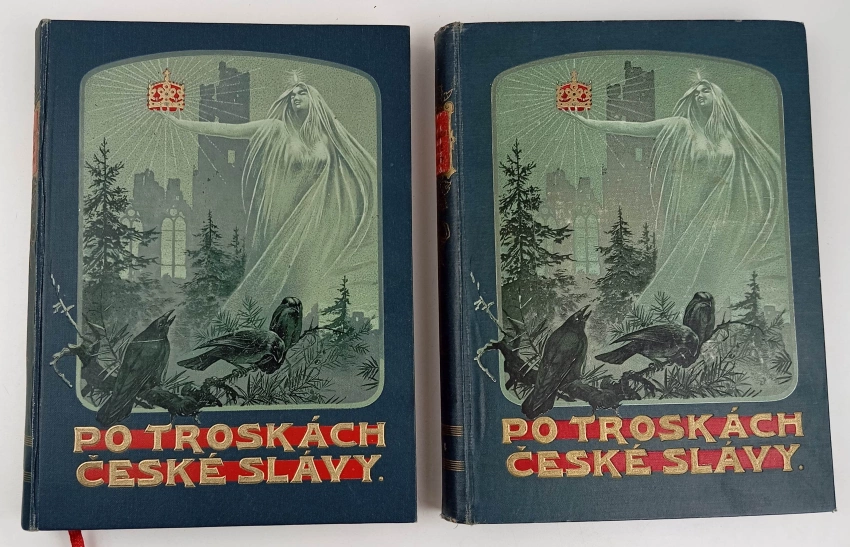 PO TROSKÁCH
ČESKÉ SLÁVY.
PO TROSKÁCH
ČESKÉ SLÁVY.